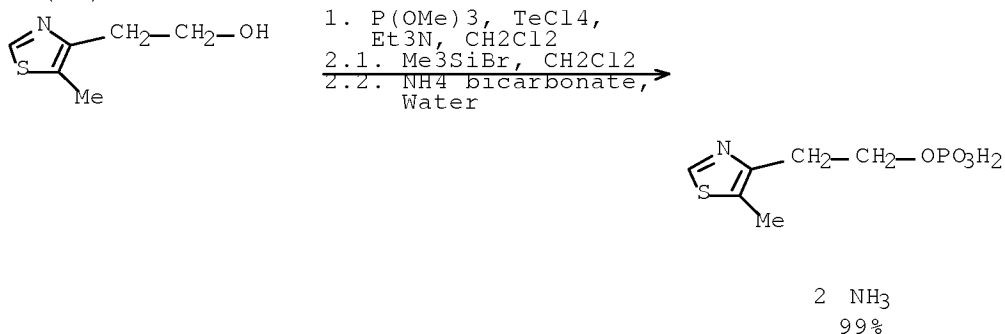 1. P(OMe)3, TeCl4,
Et3N, CH2Cl2
2.1. Me3SiBr, CH2Cl2
2.2. NH4 bicarbonate,
Water
N
CH2—CH2—OH
S
Me
N
CH2—CH2—OPO3H2
S
Me
2 NH3
99%